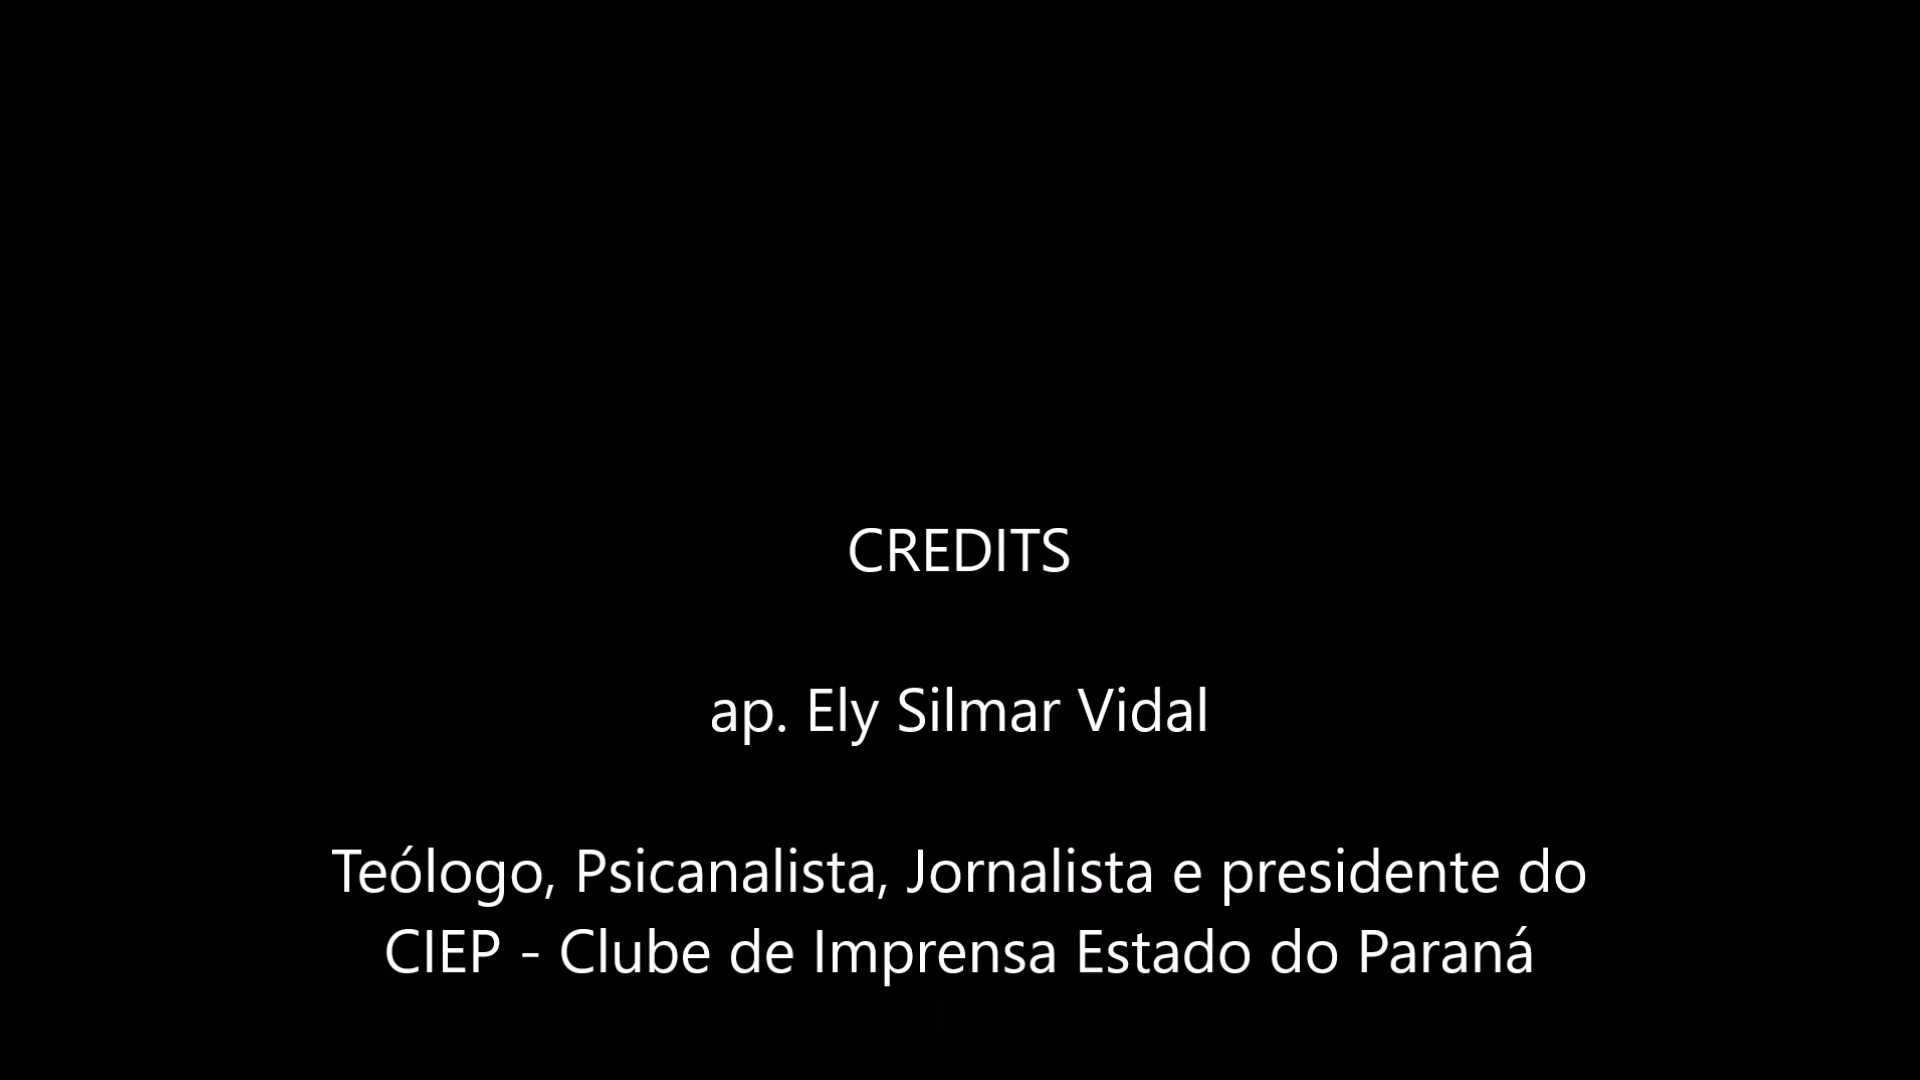 CREDITS
ap. Ely Silmar Vidal
Teólogo, Psicanalista, Jornalista e presidente do
CIEP - Clube de Imprensa Estado do Paraná